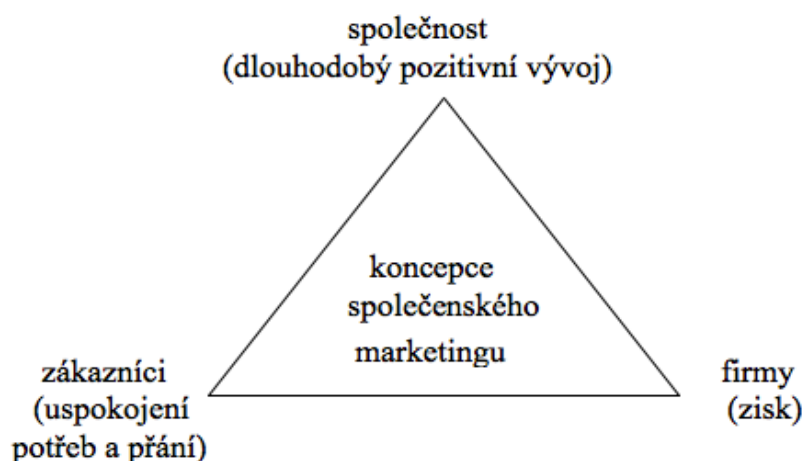 společnost
(dlouhodobý pozitivní vývoj)
koncepce
společenského
marketingu
zákazníci
(uspokojení
potřeb a přání)
firmy
(zisk)